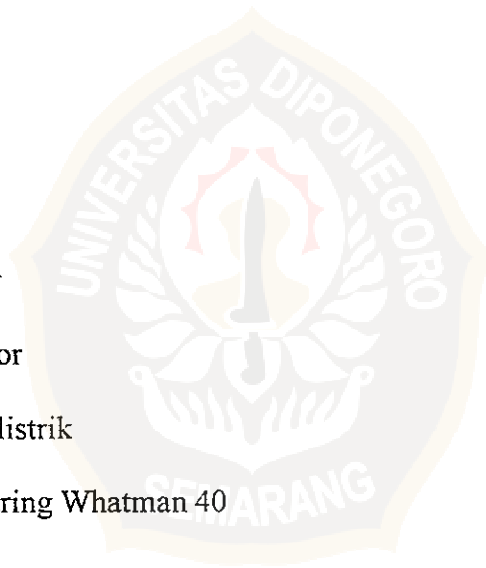 UNIVERSITAS DIPONEGORO
or
listrik
ring Whatman 40
SEMARANG